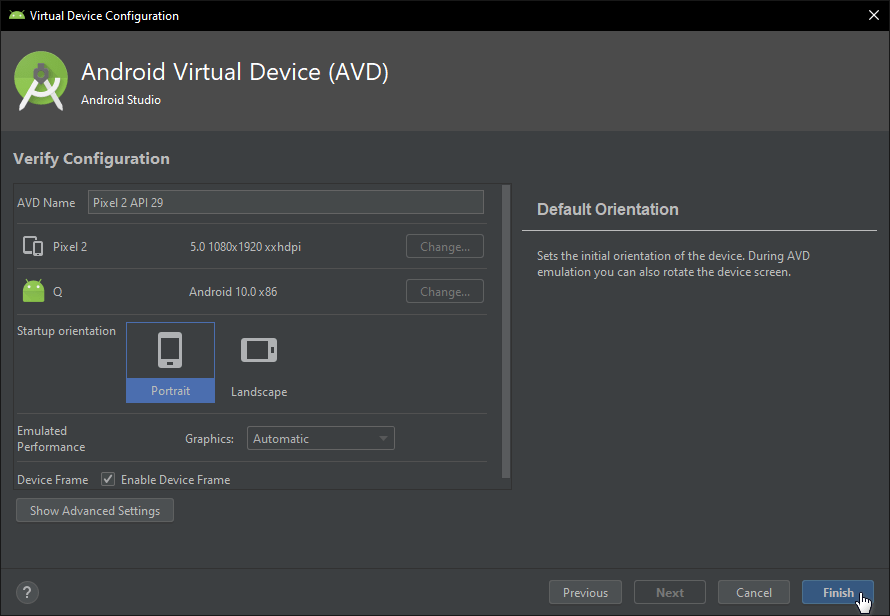 Virtual Device Configuration
Android Virtual Device (AVD)
Android Studio
Verify Configuration
AVD Name Pixel 2 API 29
Pixel 2 5.0 1080x1920 xxhdpi Change...
Q Android 10.0 x86 Change...
Startup orientation
Portrait
Landscape
Emulated
Performance
Graphics: Automatic
Device Frame Enable Device Frame
Show Advanced Settings
Default Orientation
Sets the initial orientation of the device. During AVD
emulation you can also rotate the device screen.
? Previous Next Cancel Finish